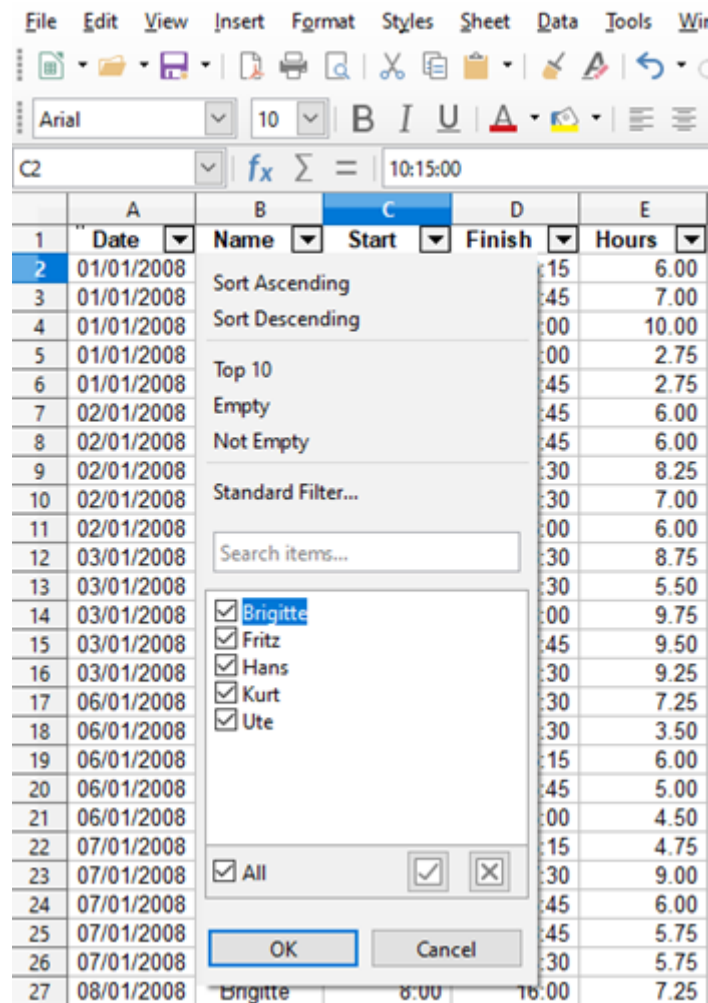 File Edit View Insert Format Styles Sheet Data Tools
Arial 10 B I U A
C2 fx Σ = 10:15:00
A B C D E
1 Date Name Start Finish Hours
2 01/01/2008 :15 6.00
Sort Ascending
3 01/01/2008 :45 7.00
Sort Descending
4 01/01/2008 :00 10.00
5 01/01/2008 :00 2.75
Top 10
6 01/01/2008 :45 2.75
Empty
7 02/01/2008 :45 6.00
Not Empty
8 02/01/2008 :45 6.00
9 02/01/2008 :30 8.25
Standard Filter...
10 02/01/2008 :30 7.00
11 02/01/2008 :00 6.00
Search items...
12 03/01/2008 :30 8.75
13 03/01/2008 :30 5.50
Brigitte
14 03/01/2008 :00 9.75
Fritz
15 03/01/2008 :45 9.50
Hans
16 03/01/2008 :30 9.25
Kurt
17 06/01/2008 :30 7.25
Ute
18 06/01/2008 :30 3.50
19 06/01/2008 :15 6.00
20 06/01/2008 :45 5.00
21 06/01/2008 :00 4.50
22 07/01/2008 :15 4.75
All
23 07/01/2008 :30 9.00
24 07/01/2008 :45 6.00
25 07/01/2008 :45 5.75
OK Cancel
26 07/01/2008 :30 5.75
27 08/01/2008 Brigitte 8:00 16:00 7.25